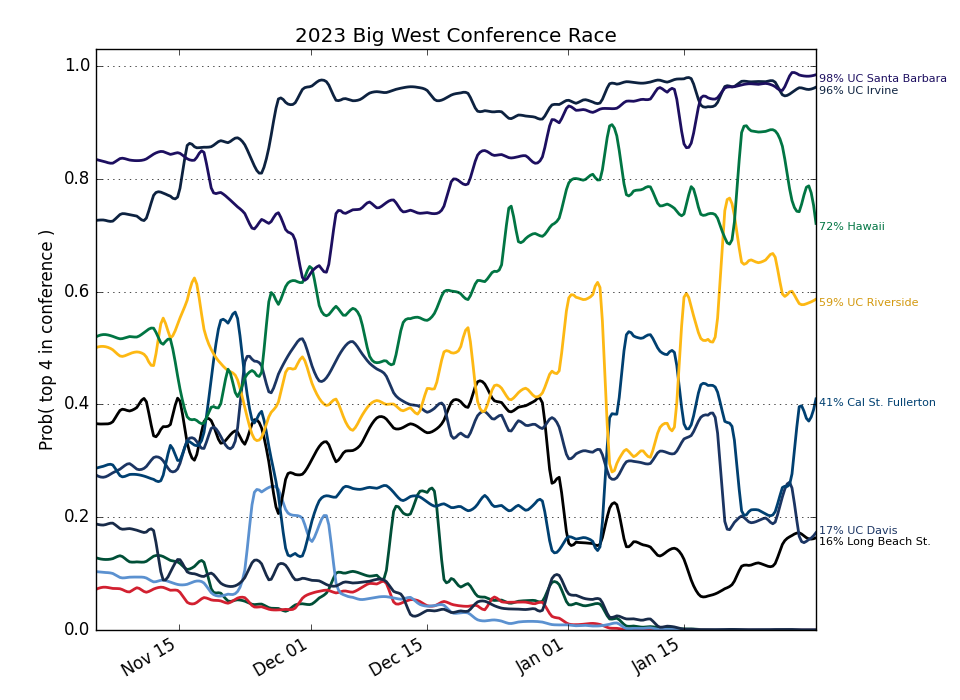 2023 Big West Conference Race
Prob( top 4 in conference )
1.0
0.8
0.6
0.4
0.2
0.0
Nov 15
Dec 01
Dec 15
Jan 01
Jan 15
98% UC Santa Barbara
96% UC Irvine
72% Hawaii
59% UC Riverside
41% Cal St. Fullerton
17% UC Davis
16% Long Beach St.